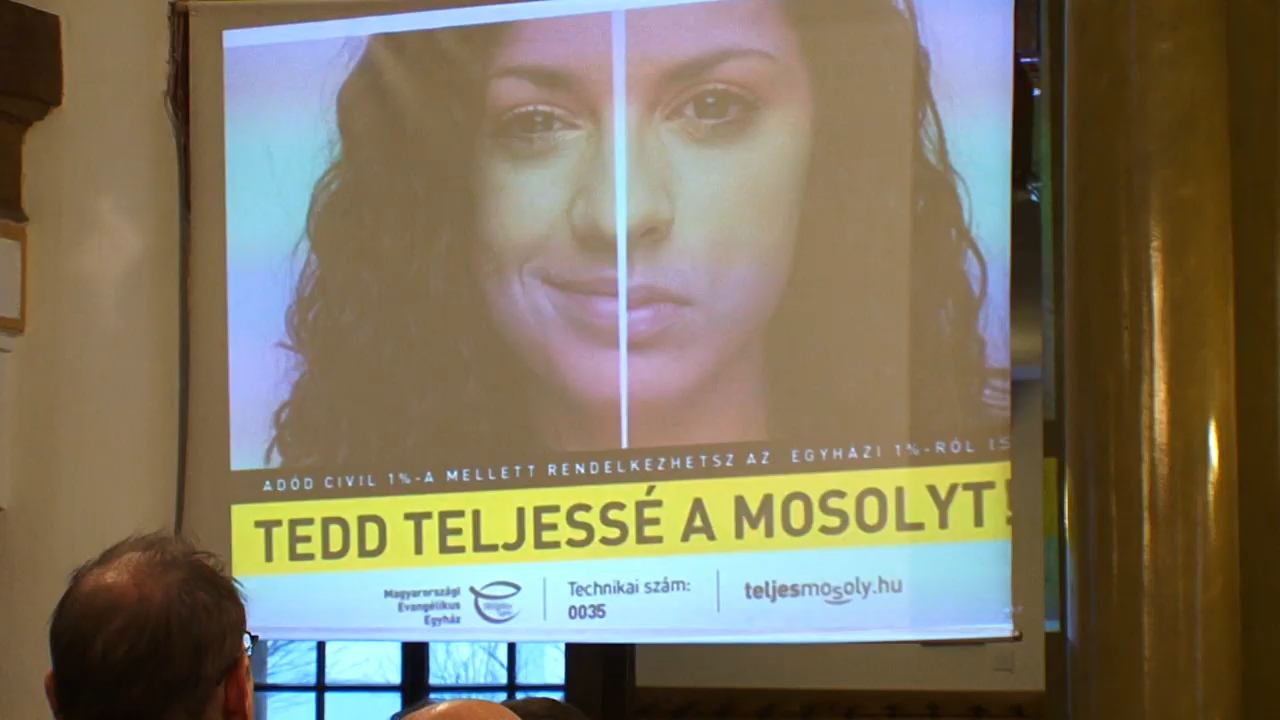 ADÓD CIVIL 1%-A MELLETT RENDELKEZHETSZ AZ EGYHÁZI 1%-RÓL IS
TEDD TELJESSÉ A MOSOLYT!
Magyarországi
Evangélikus
Egyház
Technikai szám:
0035
teljesmosoly.hu